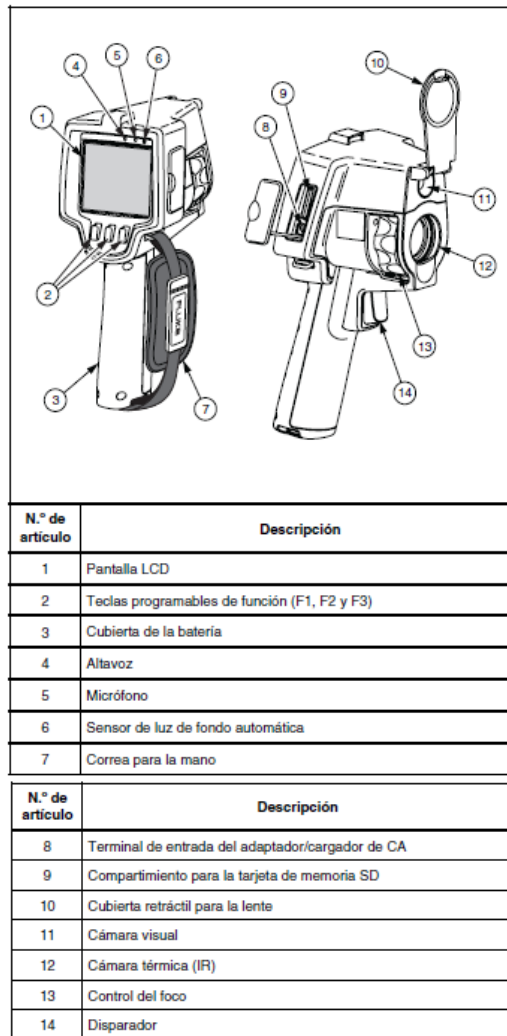 5
6
4
10
9
1
8
11
12
2
13
FLUKE
14
3
7
N.º de artículo
Descripción
1 Pantalla LCD
2 Teclas programables de función (F1, F2 y F3)
3 Cubierta de la batería
4 Altavoz
5 Micrófono
6 Sensor de luz de fondo automática
7 Correa para la mano
N.º de artículo
Descripción
8 Terminal de entrada del adaptador/cargador de CA
9 Compartimiento para la tarjeta de memoria SD
10 Cubierta retráctil para la lente
11 Cámara visual
12 Cámara térmica (IR)
13 Control del foco
14 Disparador